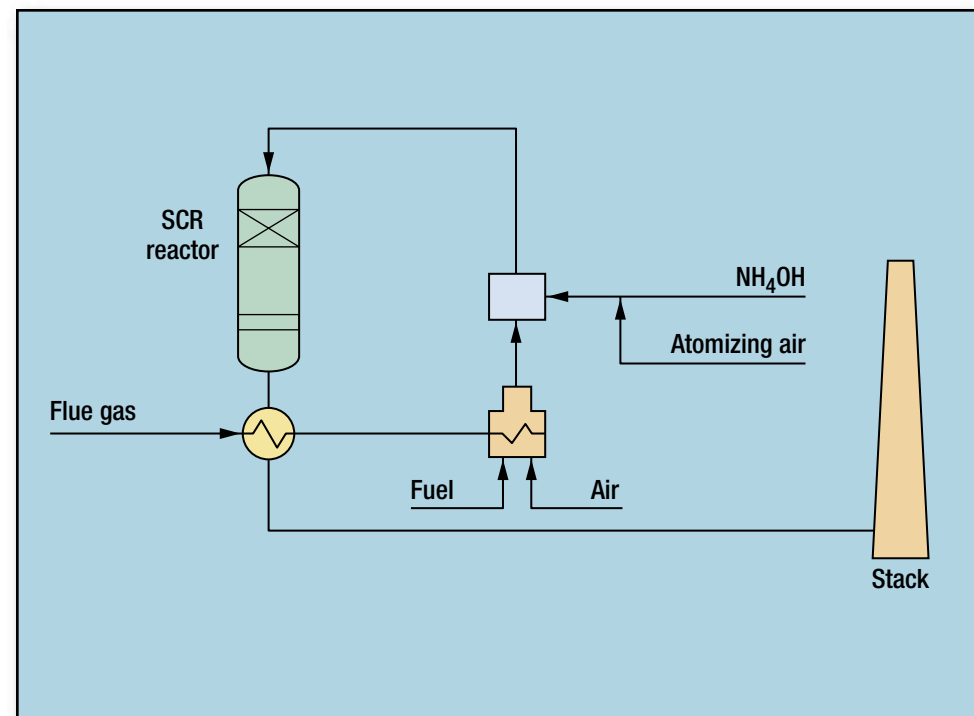 SCR
reactor
NH₄OH
Atomizing air
Flue gas
Fuel
Air
Stack